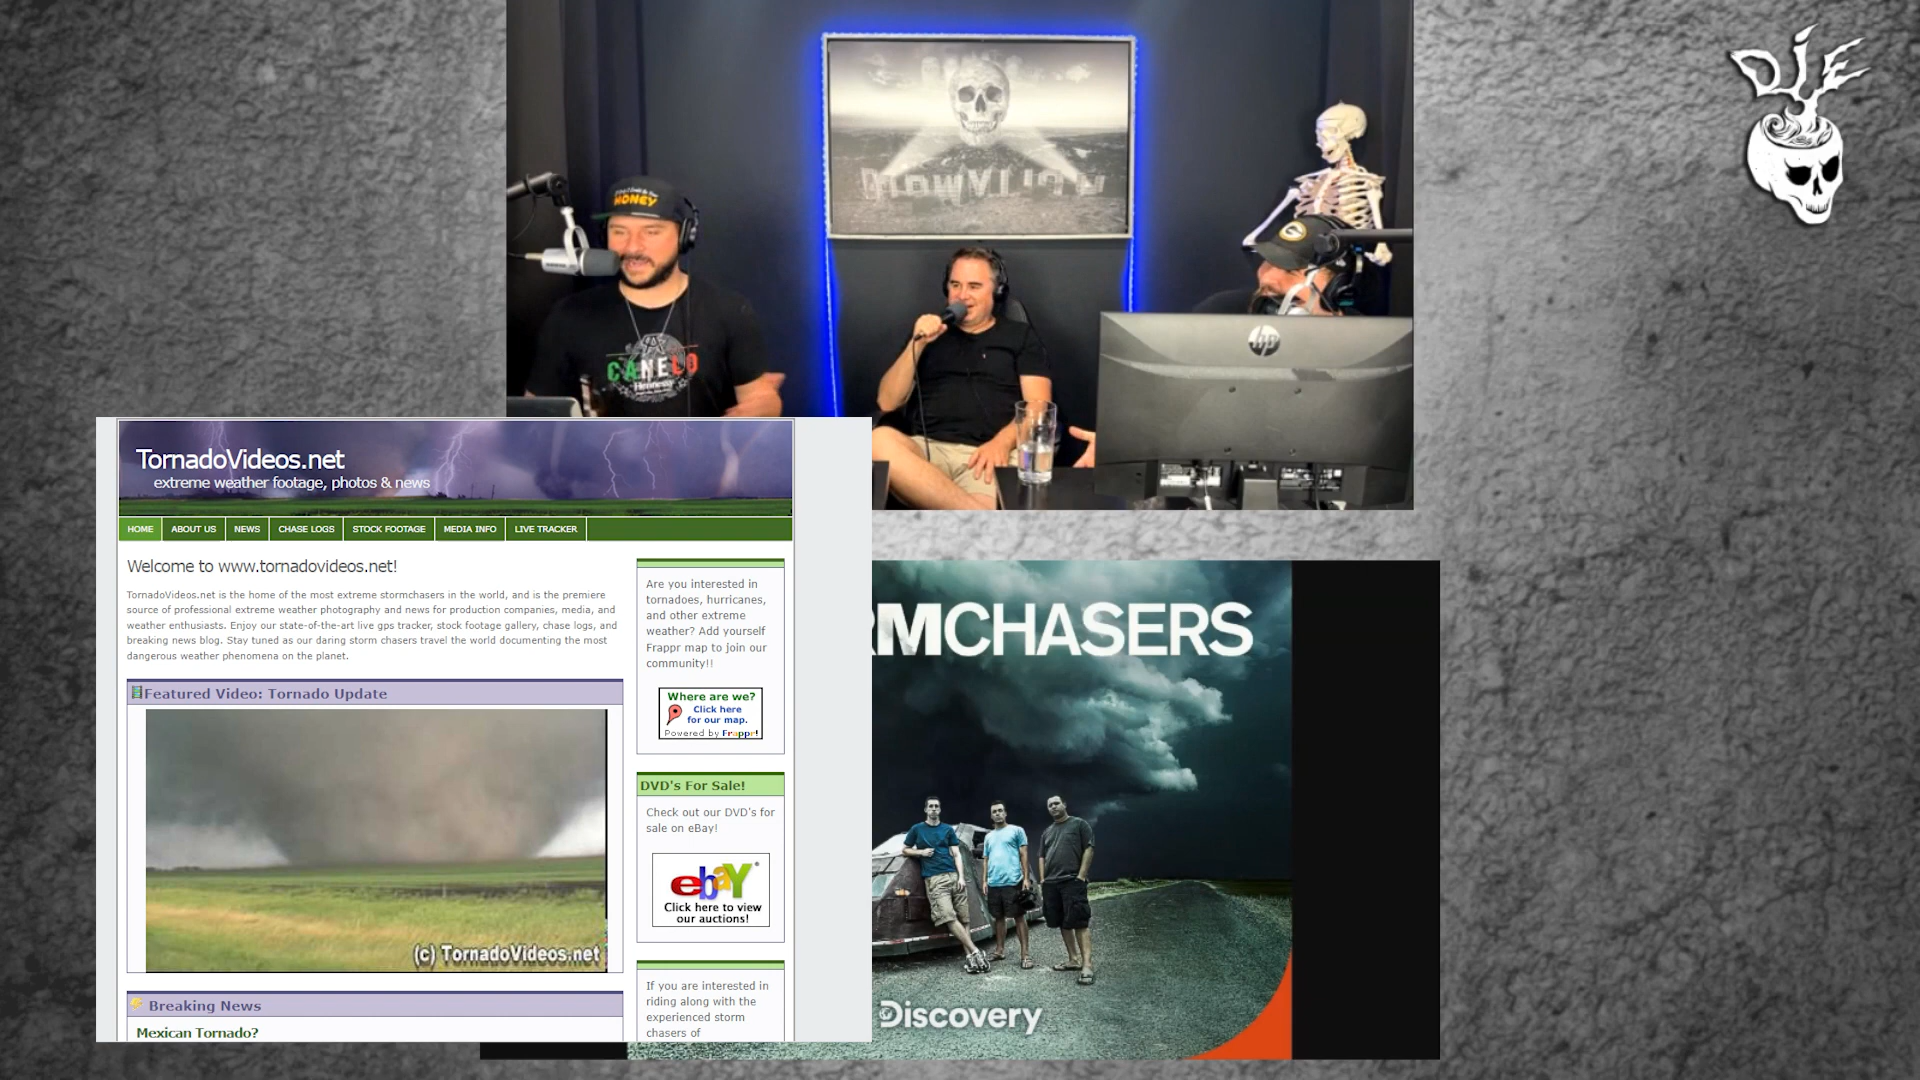 DJE
HONEY
CANELO
Hennessy
hp
G
TornadoVideos.net
extreme weather footage, photos & news
HOME
ABOUT US
NEWS
CHASE LOGS
STOCK FOOTAGE
MEDIA INFO
LIVE TRACKER
Welcome to www.tornadovideos.net!
TornadoVideos.net is the home of the most extreme stormchasers in the world, and is the premiere
source of professional extreme weather photography and news for production companies, media, and
weather enthusiasts. Enjoy our state-of-the-art live gps tracker, stock footage gallery, chase logs, and
breaking news blog. Stay tuned as our daring storm chasers travel the world documenting the most
dangerous weather phenomena on the planet.
Featured Video: Tornado Update
(c) TornadoVideos.net
Breaking News
Mexican Tornado?
Are you interested in
tornadoes, hurricanes,
and other extreme
weather? Add yourself
Frappr map to join our
community!!
Where are we?
Click here
for our map.
Powered by Frappr!
DVD's For Sale!
Check out our DVD's for
sale on eBay!
ebaY
Click here to view
our auctions!
If you are interested in
riding along with the
experienced storm
chasers of
RMCHASERS
Discovery